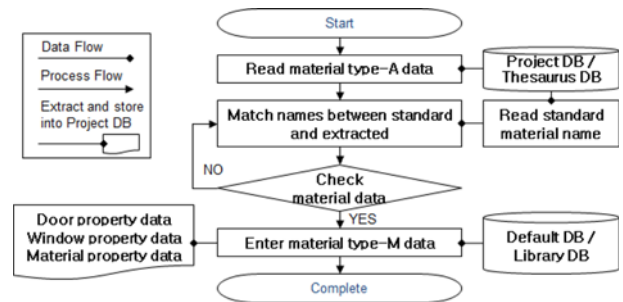 Start
Data Flow
Process Flow
Extract and store
into Project DB
Read material type-A data
Project DB /
Thesaurus DB
Match names between standard
and extracted
Read standard
material name
NO
Check
material data
YES
Door property data
Window property data
Material property data
Enter material type-M data
Default DB /
Library DB
Complete